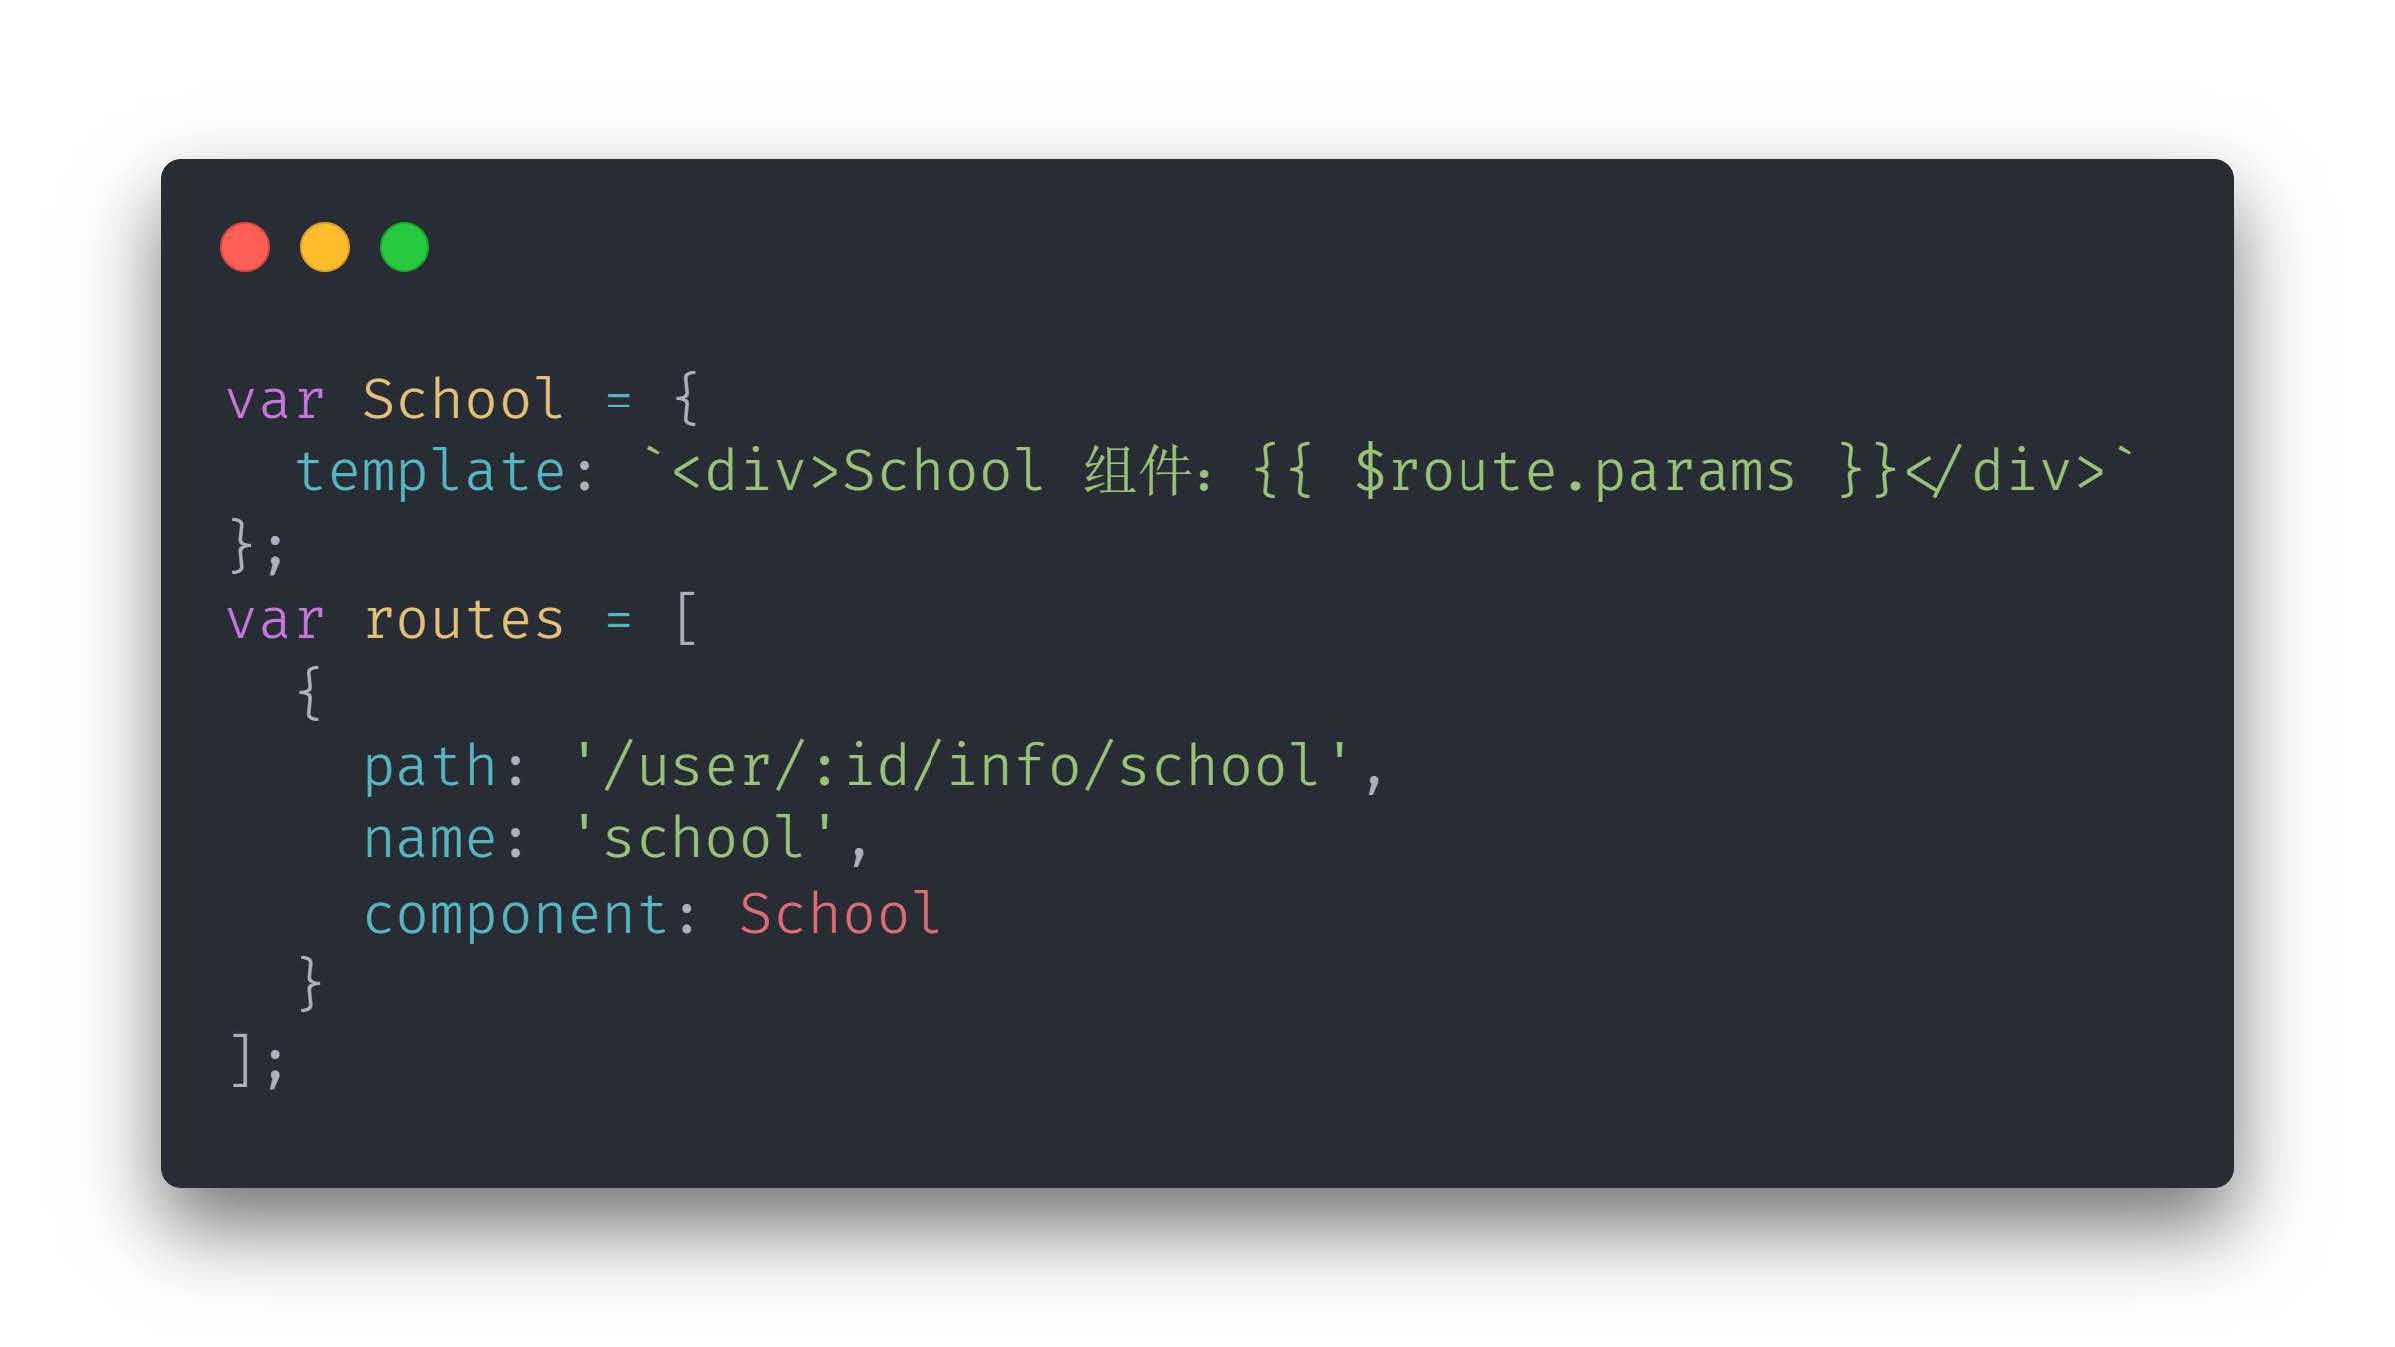 var School = {
  template: `<div>School 组件：{{ $route.params }}</div>`
};
var routes = [
  {
    path: '/user/:id/info/school',
    name: 'school',
    component: School
  }
];